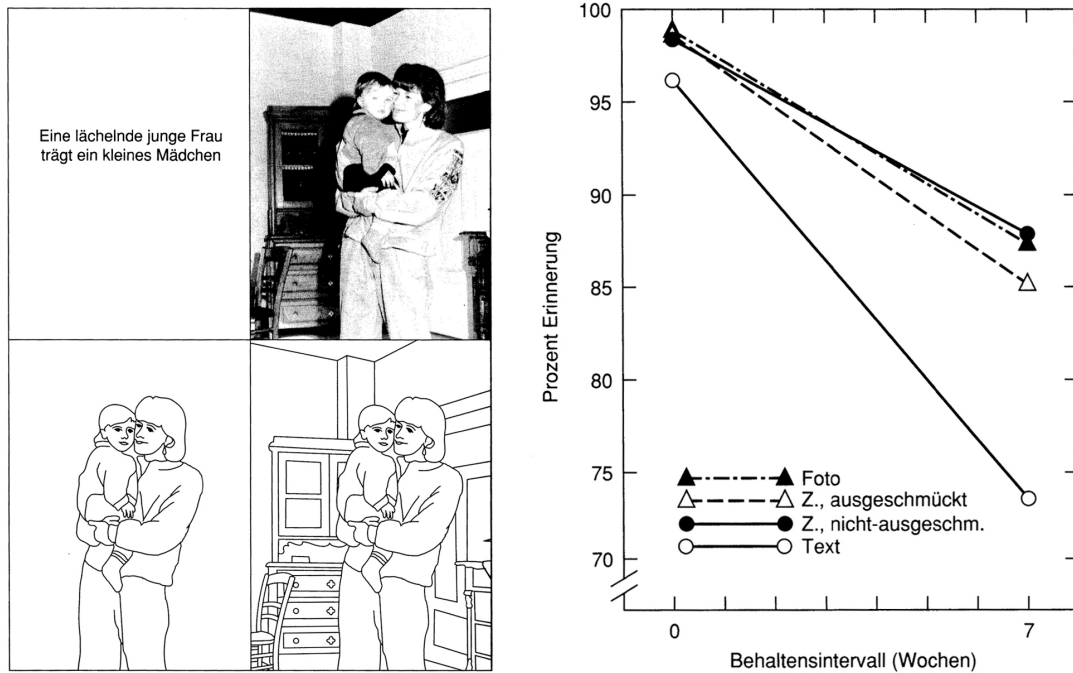 Eine lächelnde junge Frau
trägt ein kleines Mädchen
Prozent Erinnerung
100
95
90
85
80
75
70
Foto
Z., ausgeschmückt
Z., nicht-ausgeschm.
Text
0
7
Behaltensintervall (Wochen)